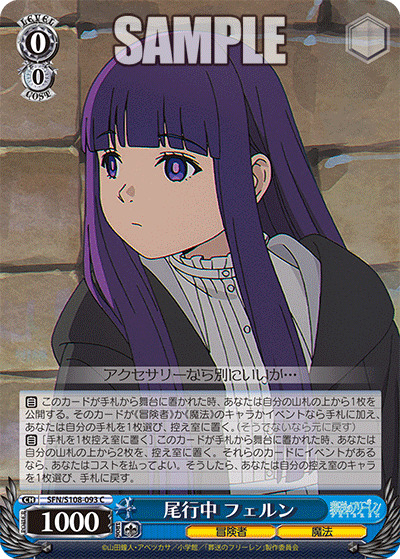 SAMPLE
LEVEL
0
0
COST
アクセサリーなら別にいいが…
自 このカードが手札から舞台に置かれた時、あなたは自分の山札の上から1枚を
公開する。そのカードが《冒険者》か《魔法》のキャラかイベントなら手札に加え、
あなたは自分の手札を1枚選び、控え室に置く。(そうでないなら元に戻す)
自 [手札を1枚控え室に置く] このカードが手札から舞台に置かれた時、あなたは
自分の山札の上から2枚を、控え室に置く。それらのカードにイベントがある
なら、あなたはコストを払ってよい。そうしたら、あなたは自分の控え室のキャラ
を1枚選び、手札に戻す。
CH SFN/S108-093 C
1000
尾行中 フェルン
葬送のフリーレン
冒険者
魔法
©山田鐘人・アベツカサ/小学館/「葬送のフリーレン」製作委員会